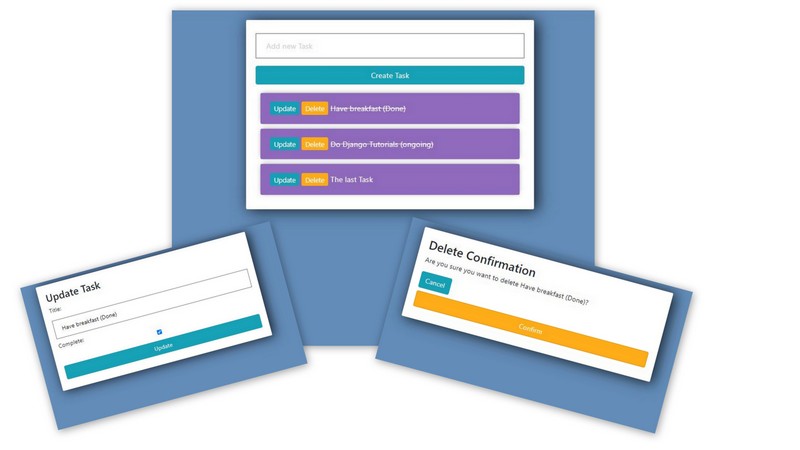 Add new Task
Create Task
Update Delete Have breakfast (Done)
Update Delete Do Django Tutorials (ongoing)
Update Delete The last Task
Update Task
Title:
Have breakfast (Done)
Complete:
Update
Delete Confirmation
Are you sure you want to delete Have breakfast (Done)?
Cancel
Confirm